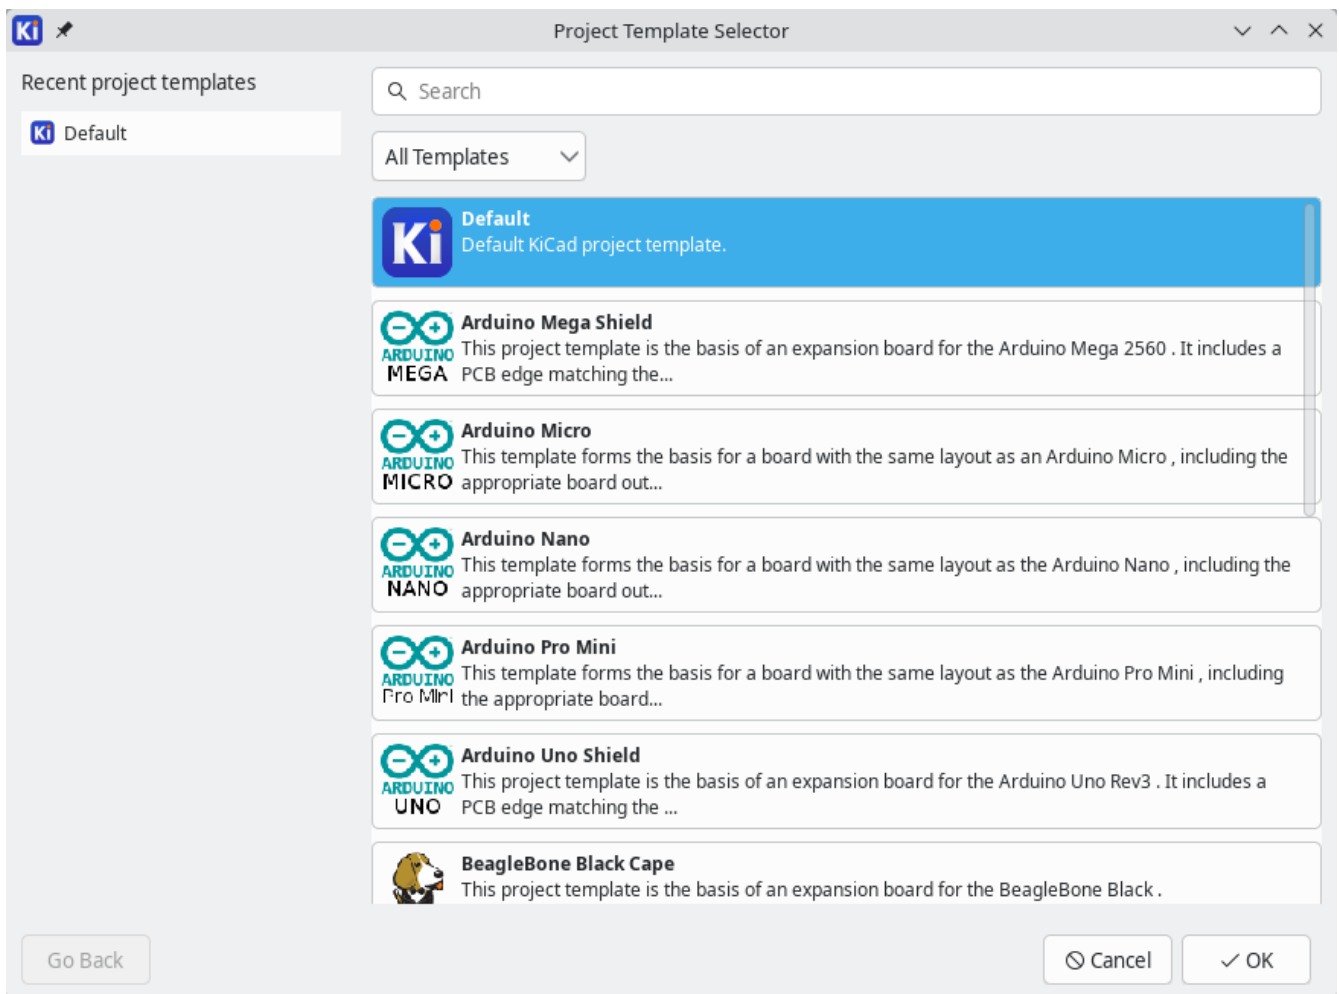 Ki Project Template Selector
Recent project templates
Ki Default
Search
All Templates
Ki
Default
Default KiCad project template.
ARDUINO
MEGA
Arduino Mega Shield
This project template is the basis of an expansion board for the Arduino Mega 2560 . It includes a
PCB edge matching the...
ARDUINO
MICRO
Arduino Micro
This template forms the basis for a board with the same layout as an Arduino Micro , including the
appropriate board out...
ARDUINO
NANO
Arduino Nano
This template forms the basis for a board with the same layout as the Arduino Nano , including the
appropriate board out...
ARDUINO
Pro Mini
Arduino Pro Mini
This template forms the basis for a board with the same layout as the Arduino Pro Mini , including
the appropriate board...
ARDUINO
UNO
Arduino Uno Shield
This project template is the basis of an expansion board for the Arduino Uno Rev3 . It includes a
PCB edge matching the ...
BeagleBone Black Cape
This project template is the basis of an expansion board for the BeagleBone Black .
Go Back
Cancel
OK